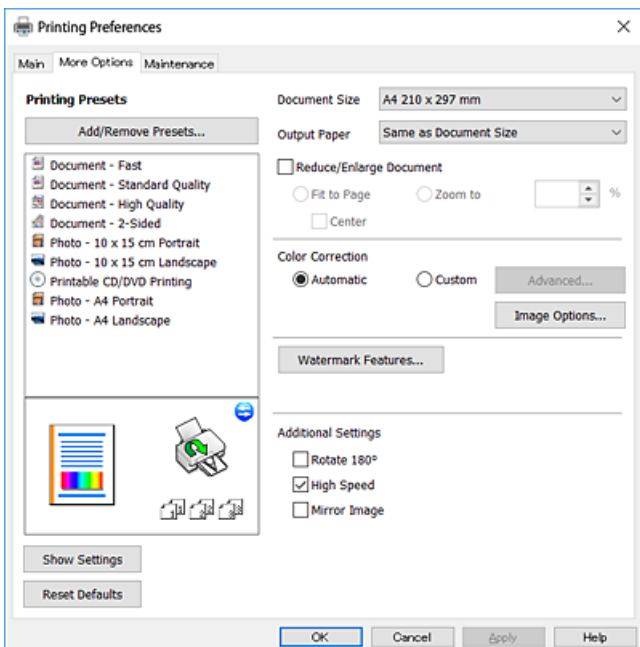 Printing Preferences
Main More Options Maintenance
Printing Presets
Add/Remove Presets...
Document - Fast
Document - Standard Quality
Document - High Quality
Document - 2-Sided
Photo - 10 x 15 cm Portrait
Photo - 10 x 15 cm Landscape
Printable CD/DVD Printing
Photo - A4 Portrait
Photo - A4 Landscape
Show Settings
Reset Defaults
Document Size A4 210 x 297 mm
Output Paper Same as Document Size
Reduce/Enlarge Document
Fit to Page Zoom to %
Center
Color Correction
Automatic Custom Advanced...
Image Options...
Watermark Features...
Additional Settings
Rotate 180º
High Speed
Mirror Image
OK Cancel Apply Help